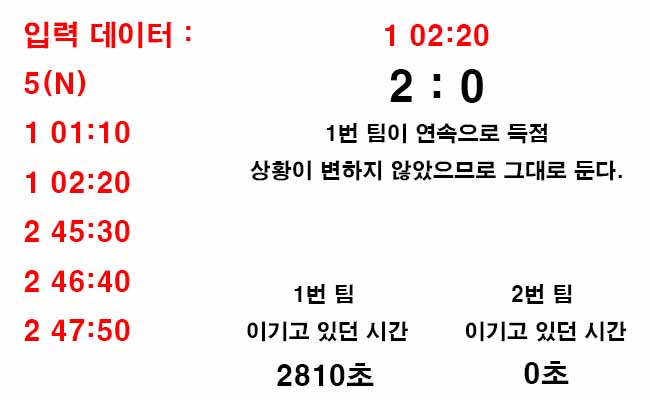 입력 데이터 :
5(N)
1 01:10
1 02:20
2 45:30
2 46:40
2 47:50
1 02:20
2 : 0
1번 팀이 연속으로 득점
상황이 변하지 않았으므로 그대로 둔다.
1번 팀
이기고 있던 시간
2810초
2번 팀
이기고 있던 시간
0초